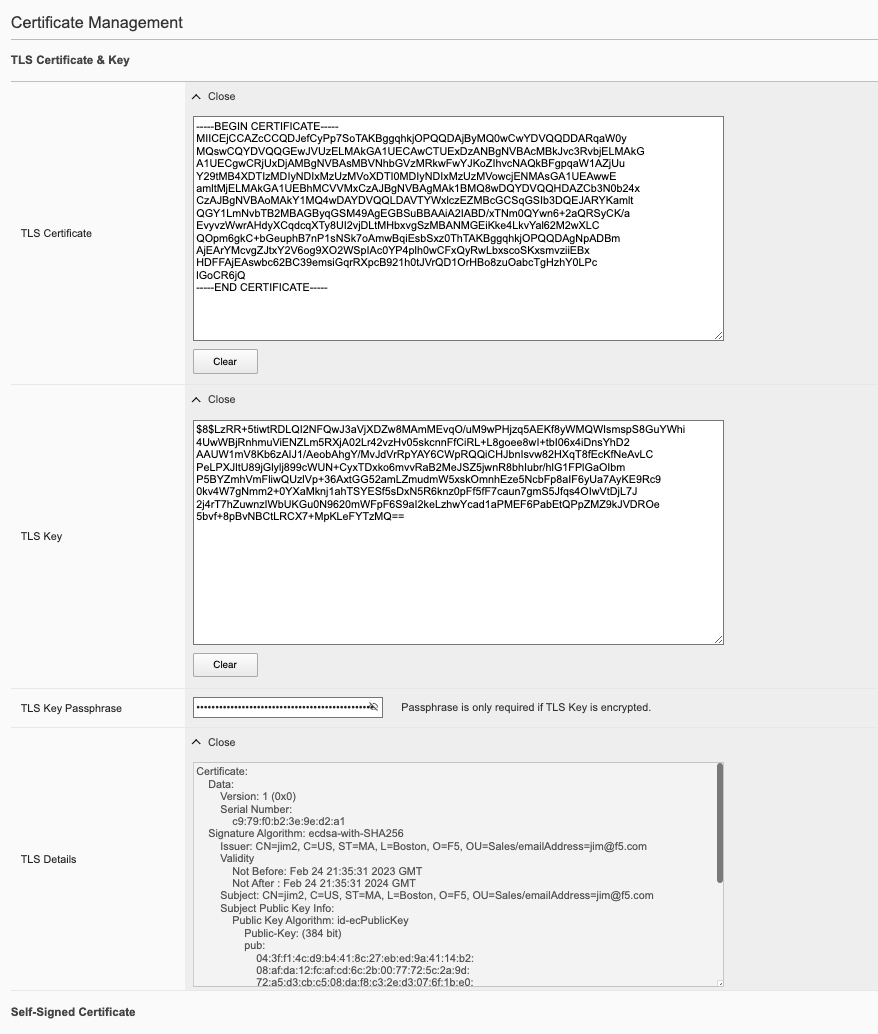 Certificate Management
TLS Certificate & Key
Close
TLS Certificate
-----BEGIN CERTIFICATE-----
MIICEjCCAZcCCQDJefCyPp7SoTAKBggqhkjOPQQDAjByMQ0wCwYDVQQDDARqaW0y
MQswCQYDVQQGEwJVUzELMAkGA1UECAwCTUExDzANBgNVBAcMBkJvc3RvbjELMAkG
A1UECgwCRjUxDjAMBgNVBAsMBVNhbGVzMRkwFwYJKoZIhvcNAQkBFgpqaW1AZjUu
Y29tMB4XDTIzMDIyNDIxMzUzMVoXDTI0MDIyNDIxMzUzMVowcjENMAsGA1UEAwwE
amltMjELMAkGA1UEBhMCVVMxCzAJBgNVBAgMAk1BMQ8wDQYDVQQHDAZCb3N0b24x
CzAJBgNVBAoMAkY1MQ4wDAYDVQQLDAVTYWxlczEZMBcGCSqGSIb3DQEJARYKamlt
QGY1LmNvbTB2MBAGByqGSM49AgEGBSuBBAAiA2IABD/xTNm0QYwn6+2aQRSyCK/a
EvyvzWwrAHdyXCqdcqXTy8UI2vjDLtMHbxvgSzMBANMGEiKke4LkvYal62M2wXLC
QOpm6gkC+bGeuphB7nP1sNSk7oAmwBqiEsbSxz0ThTAKBggqhkjOPQQDAgNpADBm
AjEArYMcvgZJtxY2V6og9XO2WSpIAc0YP4plh0wCFxQyRwLbxscoSKxsmvziiEBx
HDFFAjEAswbc62BC39emsiGqrRXpcB921h0tJVrQD1OrHBo8zuOabcTgHzhY0LPc
IGoCR6jQ
-----END CERTIFICATE-----
Clear
Close
TLS Key
$8$LzRR+5tiwtRDLQI2NFQwJ3aVjXDZw8MAmMEvqO/uM9wPHjzq5AEKf8yWMQWIsmspS8GuYWhi
4UwWBjRnhmuViENZLm5RXjA02Lr42vzHv05skcnnFfCiRL+L8goee8wl+tbI06x4iDnsYhD2
AAUW1mV8Kb6zAlJ1/AeobAhgY/MvJdVrRpYAY6CWpRQQiCHJbnIsvw82HXqT8fEcKfNeAvLC
PeLPXJItU89jGlylj899cWUN+CyxTDxko6mvvRaB2MeJSZ5jwnR8bhIubr/hIG1FPlGaOIbm
P5BYZmhVmFIiwQUzlVp+36AxtGG52amLZmudmW5xskOmnhEze5NcbFp8aIF6yUa7AyKE9Rc9
0kv4W7gNmm2+0YXaMknj1ahTSYESf5sDxN5R6knz0pFf5fF7caun7gmS5Jfqs4OIwVtDjL7J
2j4rT7hZuwnzIWbUKGu0N9620mWFpF6S9aI2keLzhwYcad1aPMEF6PabEtQPpZMZ9kJVDROe
5bvf+8pBvNBCtLRCX7+MpKLeFYTzMQ==
Clear
TLS Key Passphrase
Passphrase is only required if TLS Key is encrypted.
Close
TLS Details
Certificate:
Data:
Version: 1 (0x0)
Serial Number:
c9:79:f0:b2:3e:9e:d2:a1
Signature Algorithm: ecdsa-with-SHA256
Issuer: CN=jim2, C=US, ST=MA, L=Boston, O=F5, OU=Sales/emailAddress=jim@f5.com
Validity
Not Before: Feb 24 21:35:31 2023 GMT
Not After : Feb 24 21:35:31 2024 GMT
Subject: CN=jim2, C=US, ST=MA, L=Boston, O=F5, OU=Sales/emailAddress=jim@f5.com
Subject Public Key Info:
Public Key Algorithm: id-ecPublicKey
Public-Key: (384 bit)
pub:
04:3f:f1:4c:d9:b4:41:8c:27:eb:ed:9a:41:14:b2:
08:af:da:12:fc:af:cd:6c:2b:00:77:72:5c:2a:9d:
72:a5:d3:cb:c5:08:da:f8:c3:2e:d3:07:6f:1b:e0:
Self-Signed Certificate